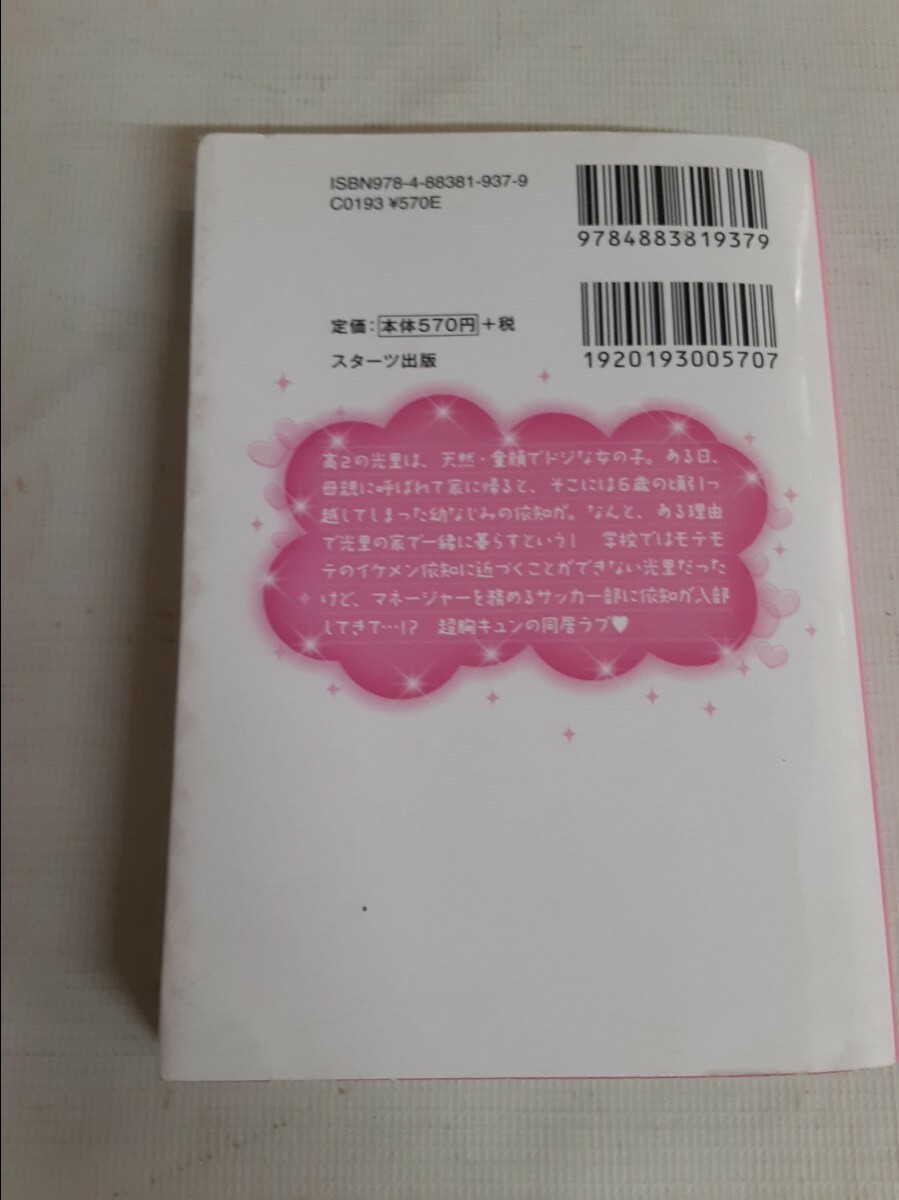 ISBN978-4-88381-937-9
C0193 ¥570E
9784883819379
定価：本体570円＋税
1920193005707
スターツ出版
高2の光里は、天然・童顔でドジな女の子。ある日、
母親に呼ばれて家に帰ると、そこには6歳の頃引っ
越してしまった幼なじみの依知が。なんと、ある理由
で光里の家で一緒に暮らすという！　学校ではモテモ
テのイケメン依知に近づくことができない光里だった
けど、マネージャーを務めるサッカー部に依知が入部
してきて…!?　超胸キュンの同居ラブ♥